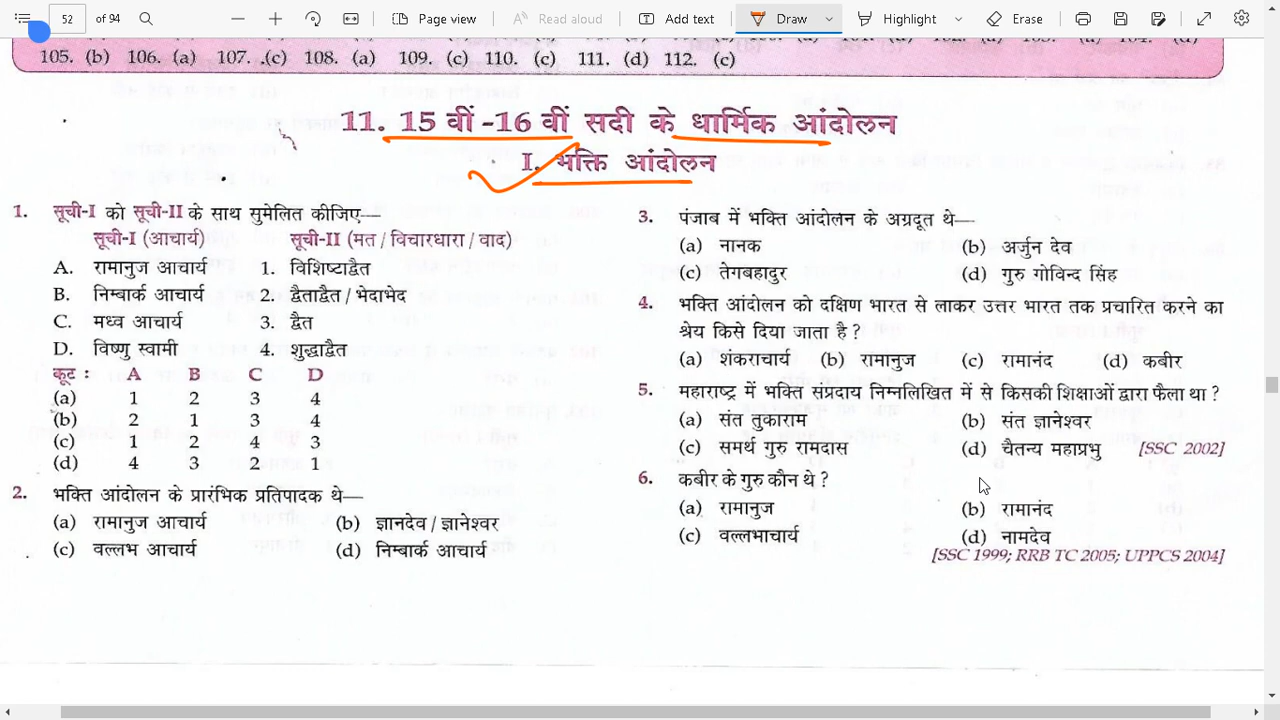 52 of 94 Page view Read aloud Add text Draw Highlight Erase
105. (b) 106. (a) 107. (c) 108. (a) 109. (c) 110. (c) 111. (d) 112. (c)
11. 15 वीं -16 वीं सदी के धार्मिक आंदोलन
I. भक्ति आंदोलन
1. सूची-I को सूची-II के साथ सुमेलित कीजिए—
सूची-I (आचार्य) सूची-II (मत / विचारधारा / वाद)
A. रामानुज आचार्य 1. विशिष्टाद्वैत
B. निम्बार्क आचार्य 2. द्वैताद्वैत / भेदाभेद
C. मध्व आचार्य 3. द्वैत
D. विष्णु स्वामी 4. शुद्धाद्वैत
कूट : A B C D
(a) 1 2 3 4
(b) 2 1 3 4
(c) 1 2 4 3
(d) 4 3 2 1
2. भक्ति आंदोलन के प्रारंभिक प्रतिपादक थे—
(a) रामानुज आचार्य (b) ज्ञानदेव / ज्ञानेश्वर
(c) वल्लभ आचार्य (d) निम्बार्क आचार्य
3. पंजाब में भक्ति आंदोलन के अग्रदूत थे—
(a) नानक (b) अर्जुन देव
(c) तेगबहादुर (d) गुरु गोविन्द सिंह
4. भक्ति आंदोलन को दक्षिण भारत से लाकर उत्तर भारत तक प्रचारित करने का
श्रेय किसे दिया जाता है ?
(a) शंकराचार्य (b) रामानुज (c) रामानंद (d) कबीर
5. महाराष्ट्र में भक्ति संप्रदाय निम्नलिखित में से किसकी शिक्षाओं द्वारा फैला था ?
(a) संत तुकाराम (b) संत ज्ञानेश्वर
(c) समर्थ गुरु रामदास (d) चैतन्य महाप्रभु [SSC 2002]
6. कबीर के गुरु कौन थे ?
(a) रामानुज (b) रामानंद
(c) वल्लभाचार्य (d) नामदेव
[SSC 1999; RRB TC 2005; UPPCS 2004]